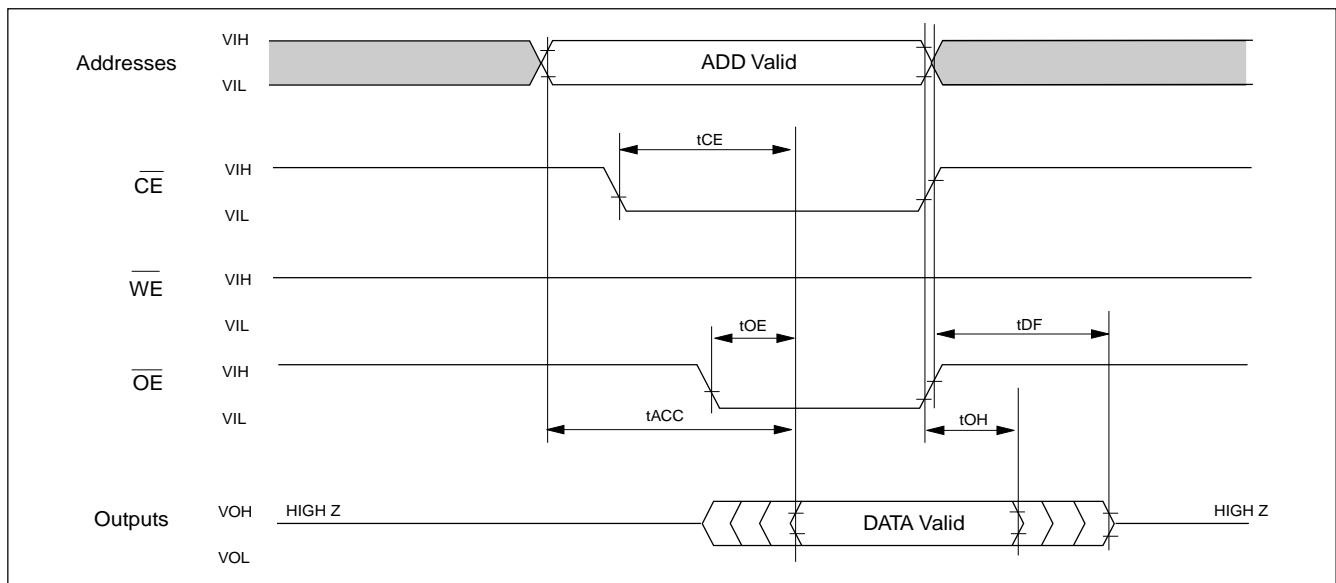 VIH
Addresses
ADD Valid
VIL
tCE
VIH
CE
VIL
VIH
WE
VIL
tOE
tDF
VIH
OE
VIL
tACC
tOH
VOH
HIGH Z
Outputs
DATA Valid
HIGH Z
VOL